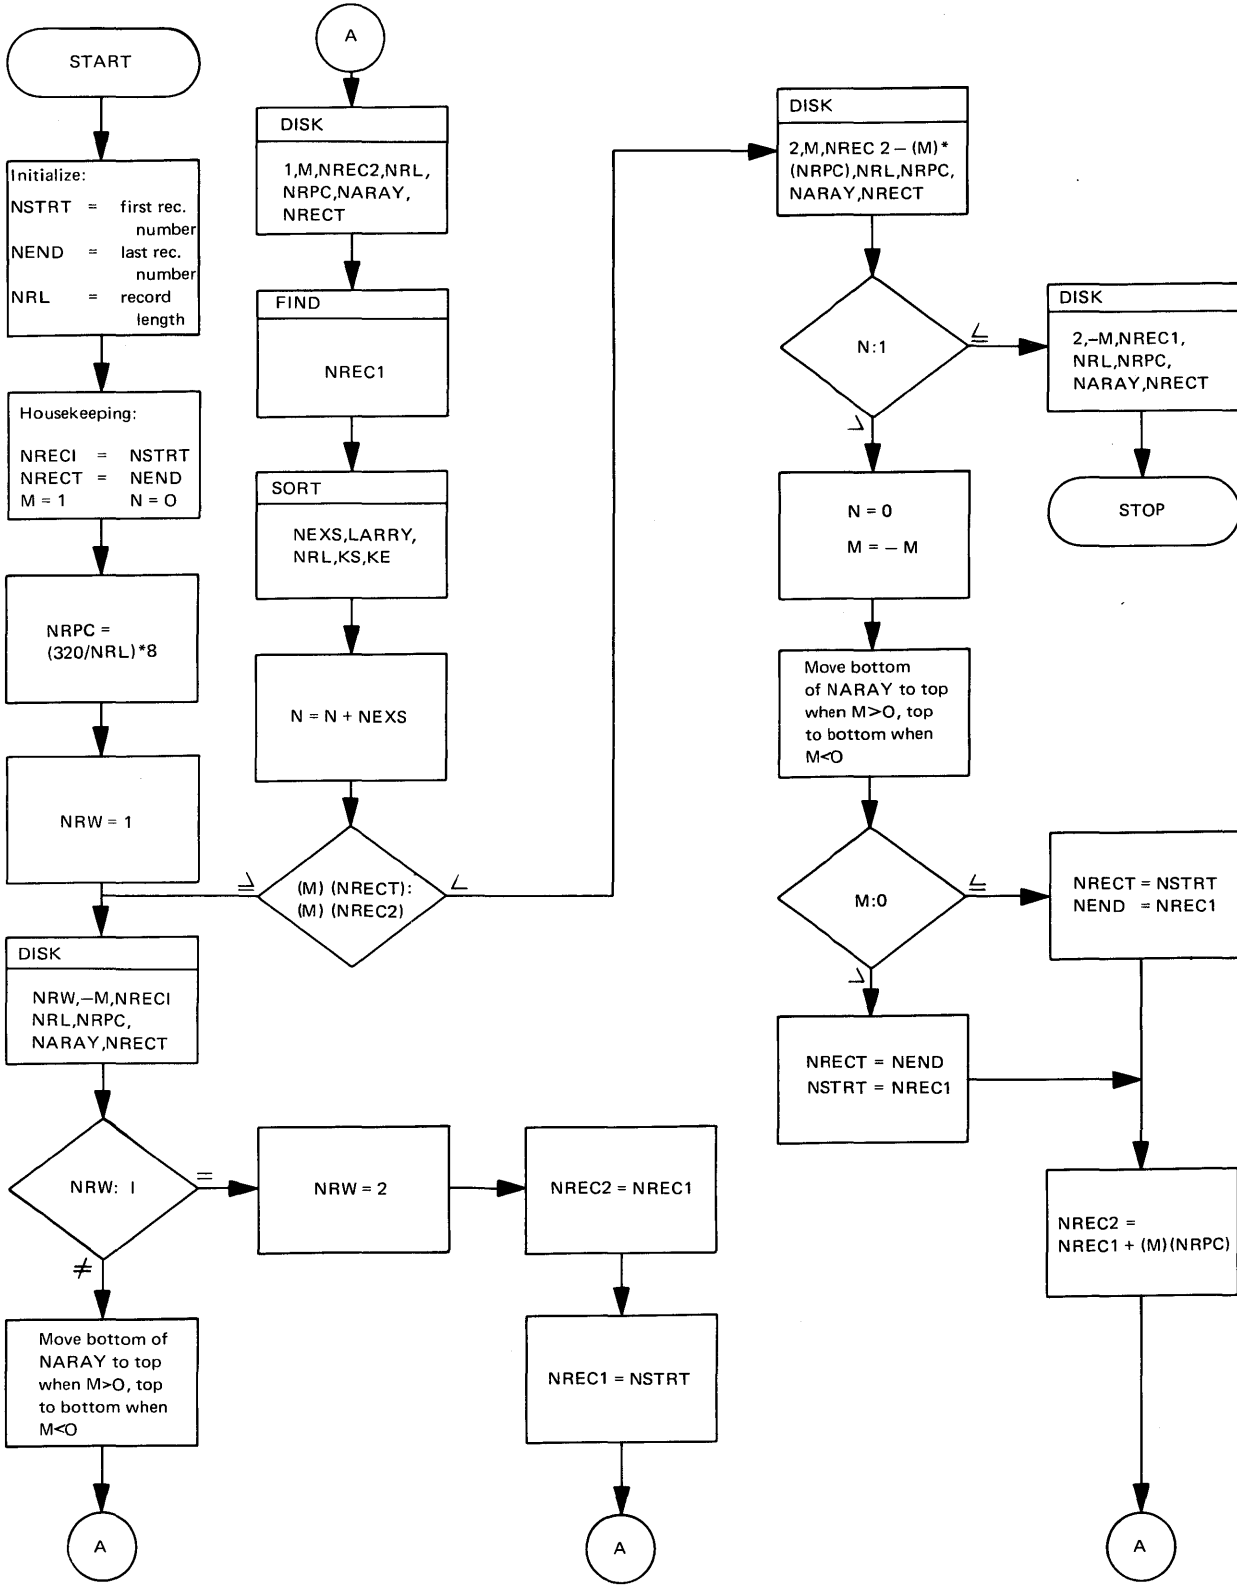 START
Initialize:
NSTRT = first rec.
number
NEND = last rec.
number
NRL = record
length
Housekeeping:
NRECI = NSTRT
NRECT = NEND
M = 1 N = O
NRPC =
(320/NRL)*8
NRW = 1
DISK
NRW,–M,NRECI
NRL,NRPC,
NARAY,NRECT
NRW: I
=
≠
Move bottom of
NARAY to top
when M>O, top
to bottom when
M<O
A
NRW = 2
NREC2 = NREC1
NREC1 = NSTRT
A
A
DISK
1,M,NREC2,NRL,
NRPC,NARAY,
NRECT
FIND
NREC1
SORT
NEXS,LARRY,
NRL,KS,KE
N = N + NEXS
(M) (NRECT):
(M) (NREC2)
≥
<
DISK
2,M,NREC 2 – (M)*
(NRPC),NRL,NRPC,
NARAY,NRECT
N:1
≤
>
DISK
2,–M,NREC1,
NRL,NRPC,
NARAY,NRECT
STOP
N = 0
M = – M
Move bottom
of NARAY to top
when M>O, top
to bottom when
M<O
M:0
≤
>
NRECT = NSTRT
NEND = NREC1
NRECT = NEND
NSTRT = NREC1
NREC2 =
NREC1 + (M)(NRPC)
A